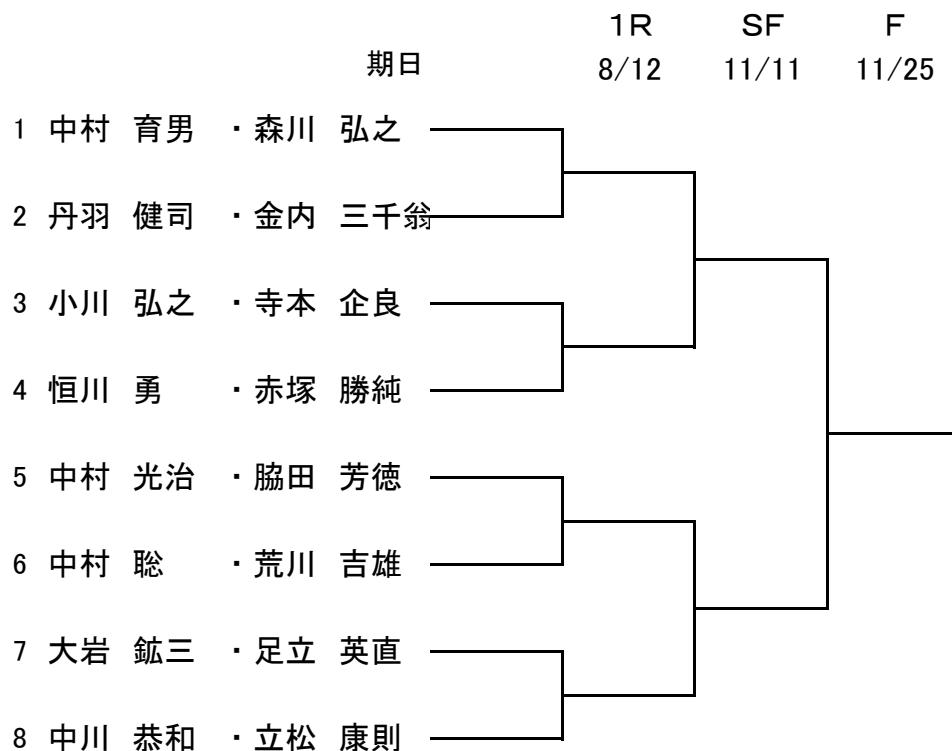 1R SF F
期日 8/12 11/11 11/25
1 中村 育男 ・森川 弘之
2 丹羽 健司 ・金内 三千翁
3 小川 弘之 ・寺本 企良
4 恒川 勇 ・赤塚 勝純
5 中村 光治 ・脇田 芳徳
6 中村 聡 ・荒川 吉雄
7 大岩 鉱三 ・足立 英直
8 中川 恭和 ・立松 康則